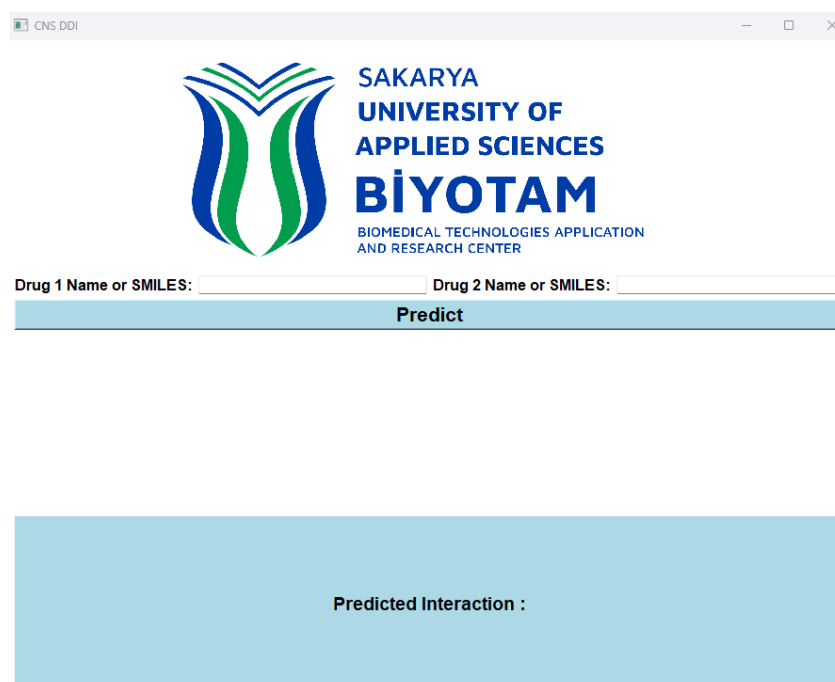 CNS DDI
SAKARYA
UNIVERSITY OF
APPLIED SCIENCES
BİYOTAM
BIOMEDICAL TECHNOLOGIES APPLICATION
AND RESEARCH CENTER
Drug 1 Name or SMILES: Drug 2 Name or SMILES:
Predict
Predicted Interaction :